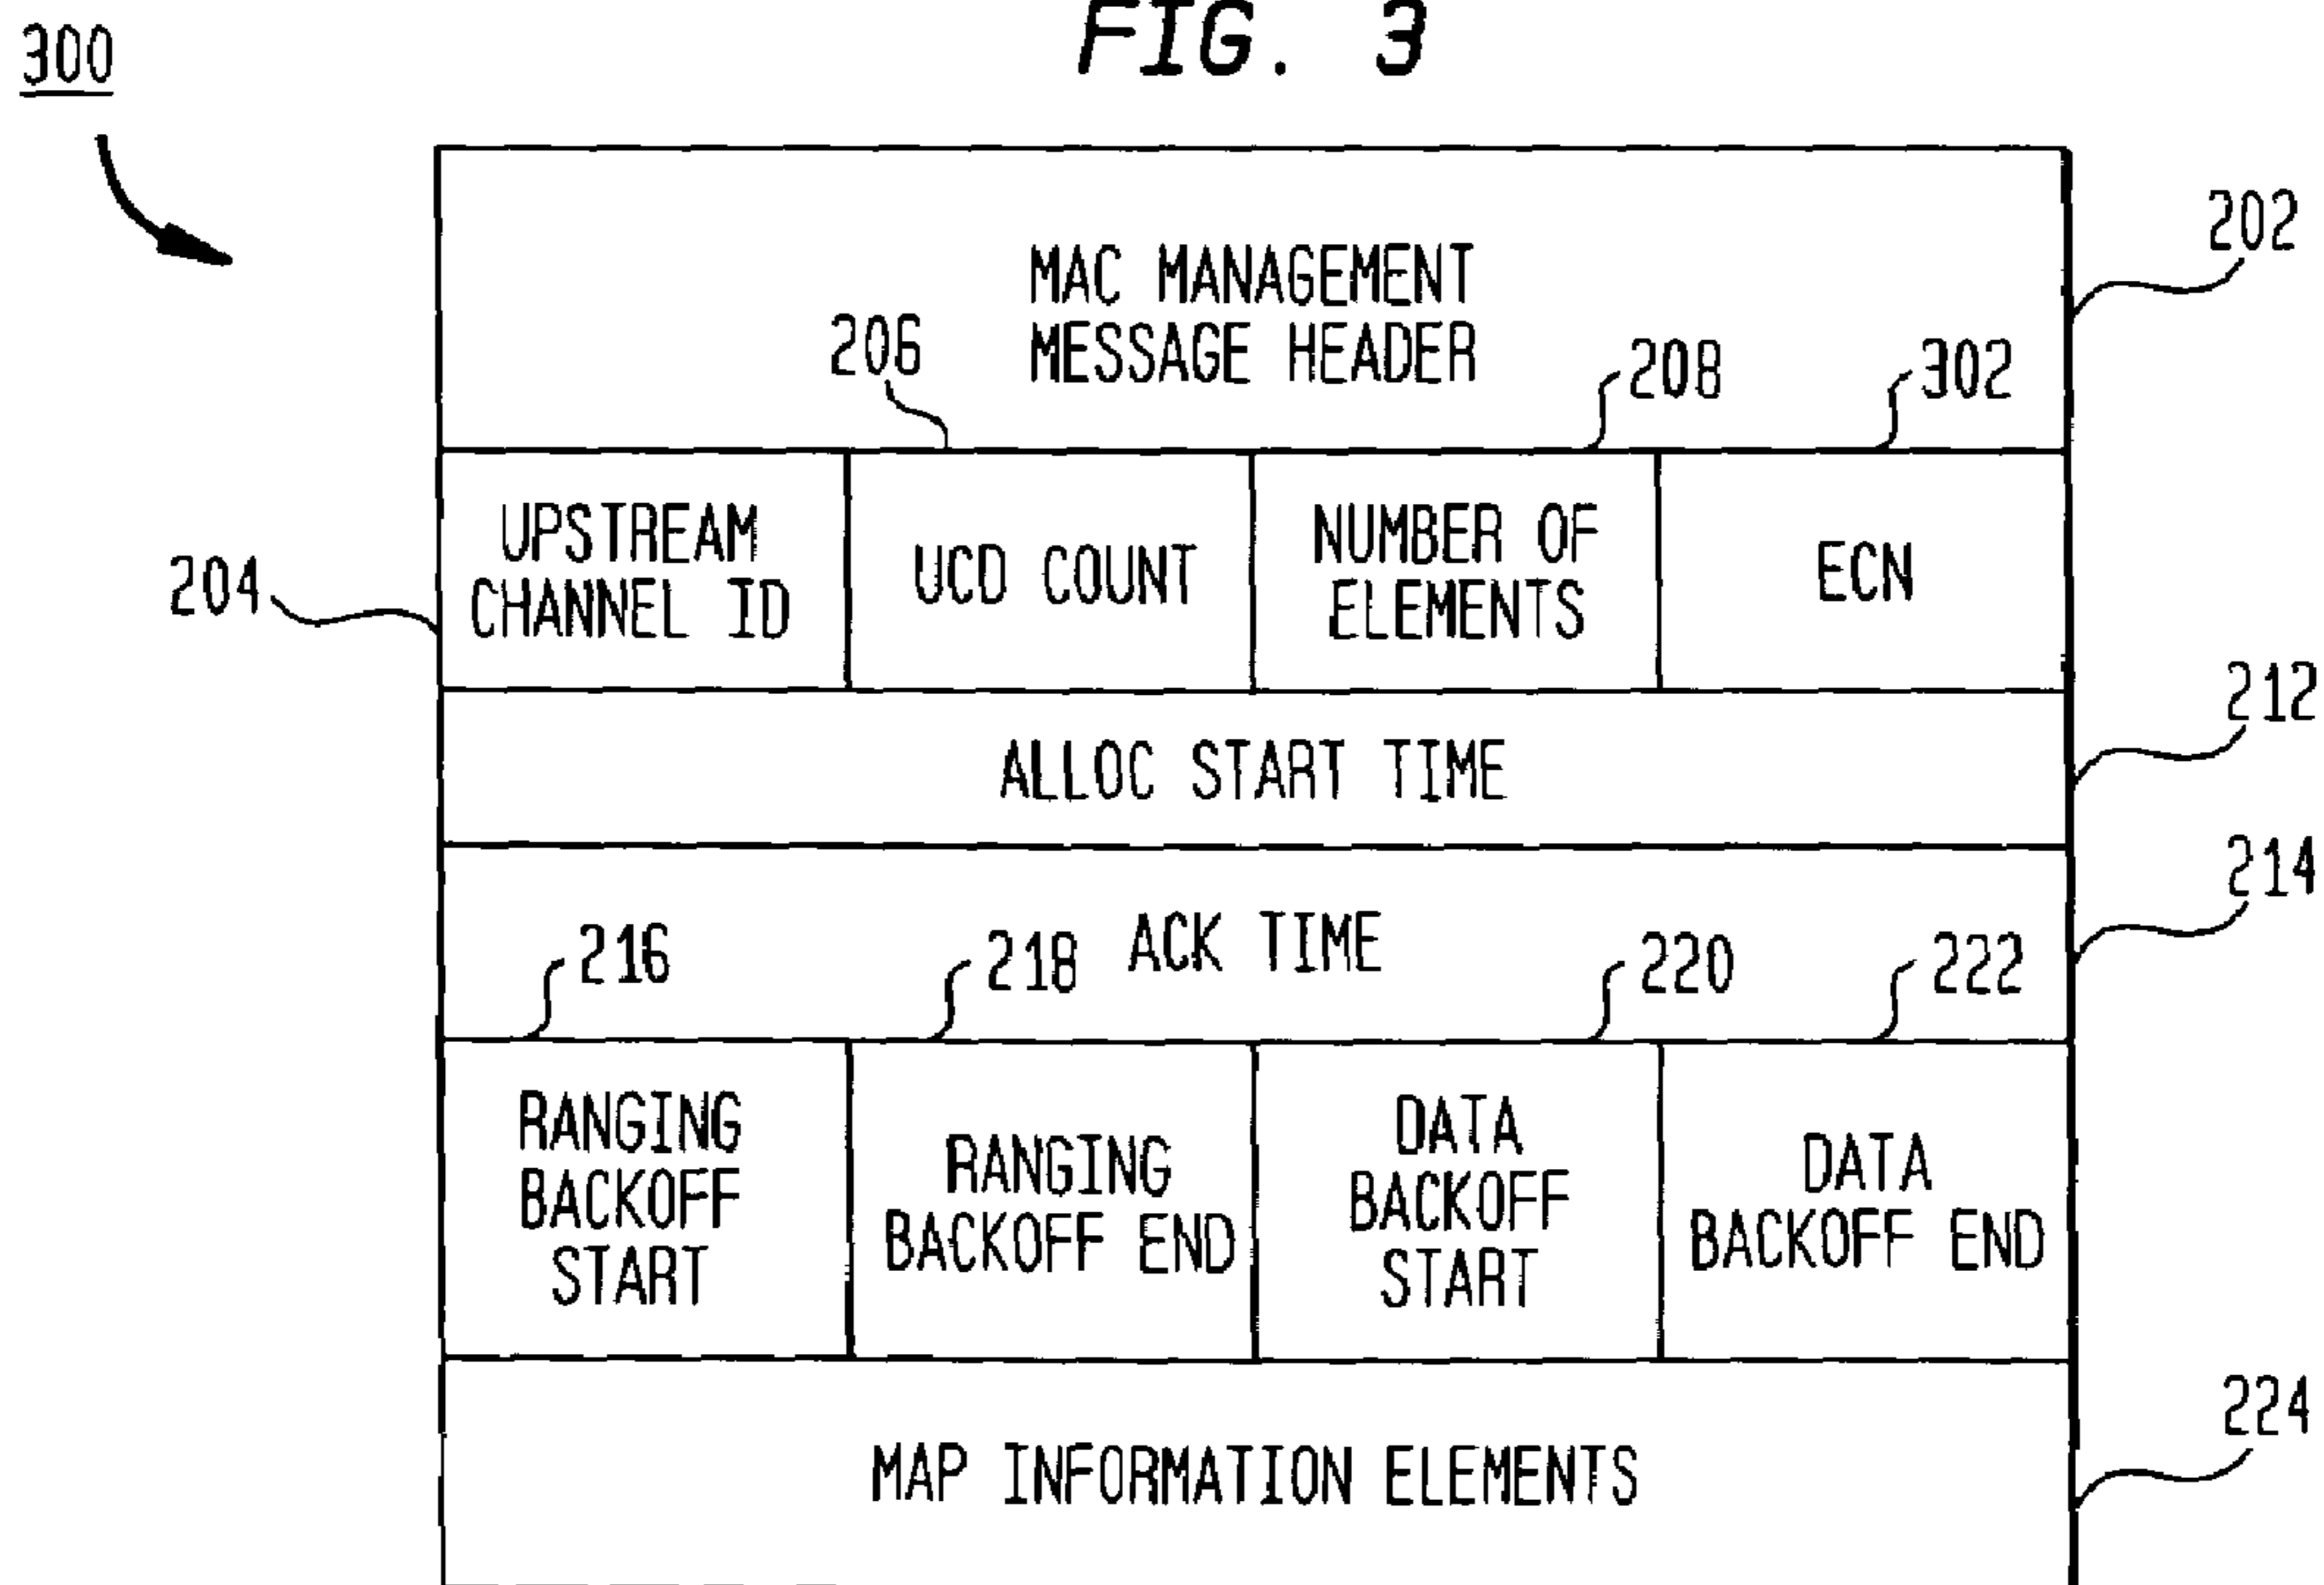 FIG. 3
300
202
MAC MANAGEMENT
MESSAGE HEADER
206
208
302
204
UPSTREAM
CHANNEL ID
UCD COUNT
NUMBER OF
ELEMENTS
ECN
212
ALLOC START TIME
214
ACK TIME
216
218
220
222
RANGING
BACKOFF
START
RANGING
BACKOFF END
DATA
BACKOFF
START
DATA
BACKOFF END
224
MAP INFORMATION ELEMENTS